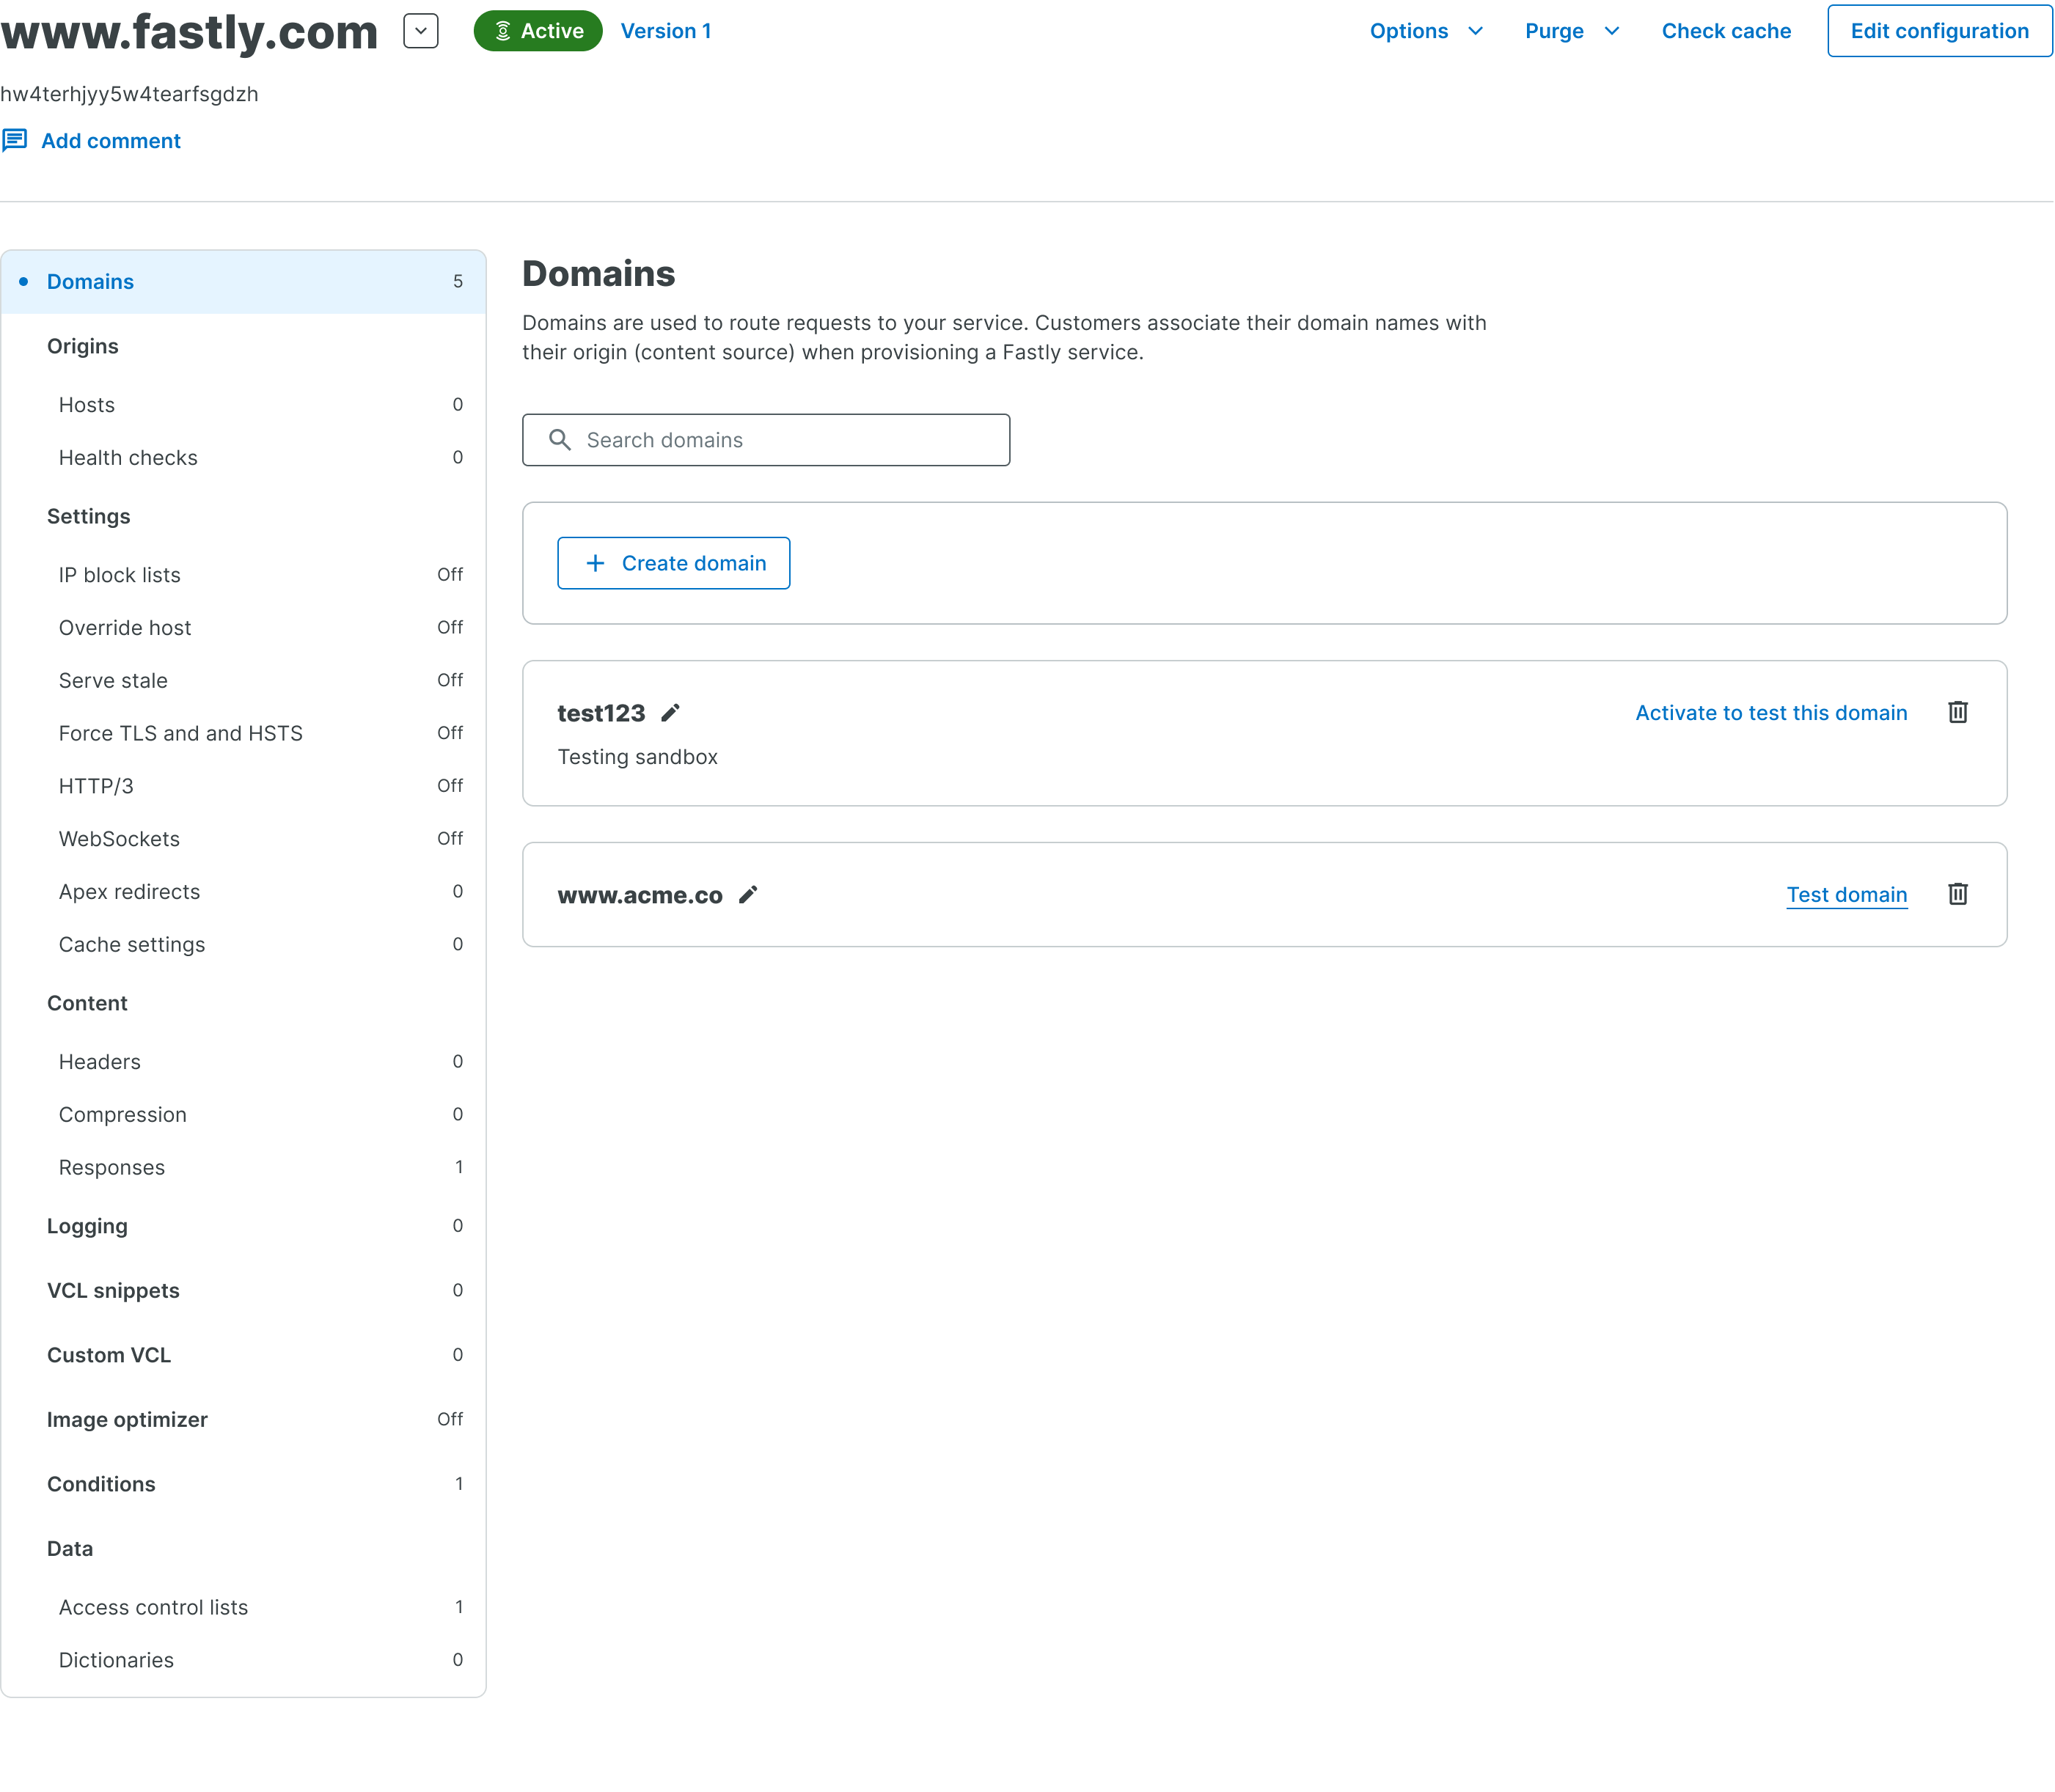 www.fastly.com
Active
Version 1
Options
Purge
Check cache
Edit configuration
hw4terhjyy5w4tearfsgdzh
Add comment
Domains 5
Origins
Hosts 0
Health checks 0
Settings
IP block lists Off
Override host Off
Serve stale Off
Force TLS and and HSTS Off
HTTP/3 Off
WebSockets Off
Apex redirects 0
Cache settings 0
Content
Headers 0
Compression 0
Responses 1
Logging 0
VCL snippets 0
Custom VCL 0
Image optimizer Off
Conditions 1
Data
Access control lists 1
Dictionaries 0
Domains
Domains are used to route requests to your service. Customers associate their domain names with
their origin (content source) when provisioning a Fastly service.
Search domains
Create domain
test123
Activate to test this domain
Testing sandbox
www.acme.co
Test domain